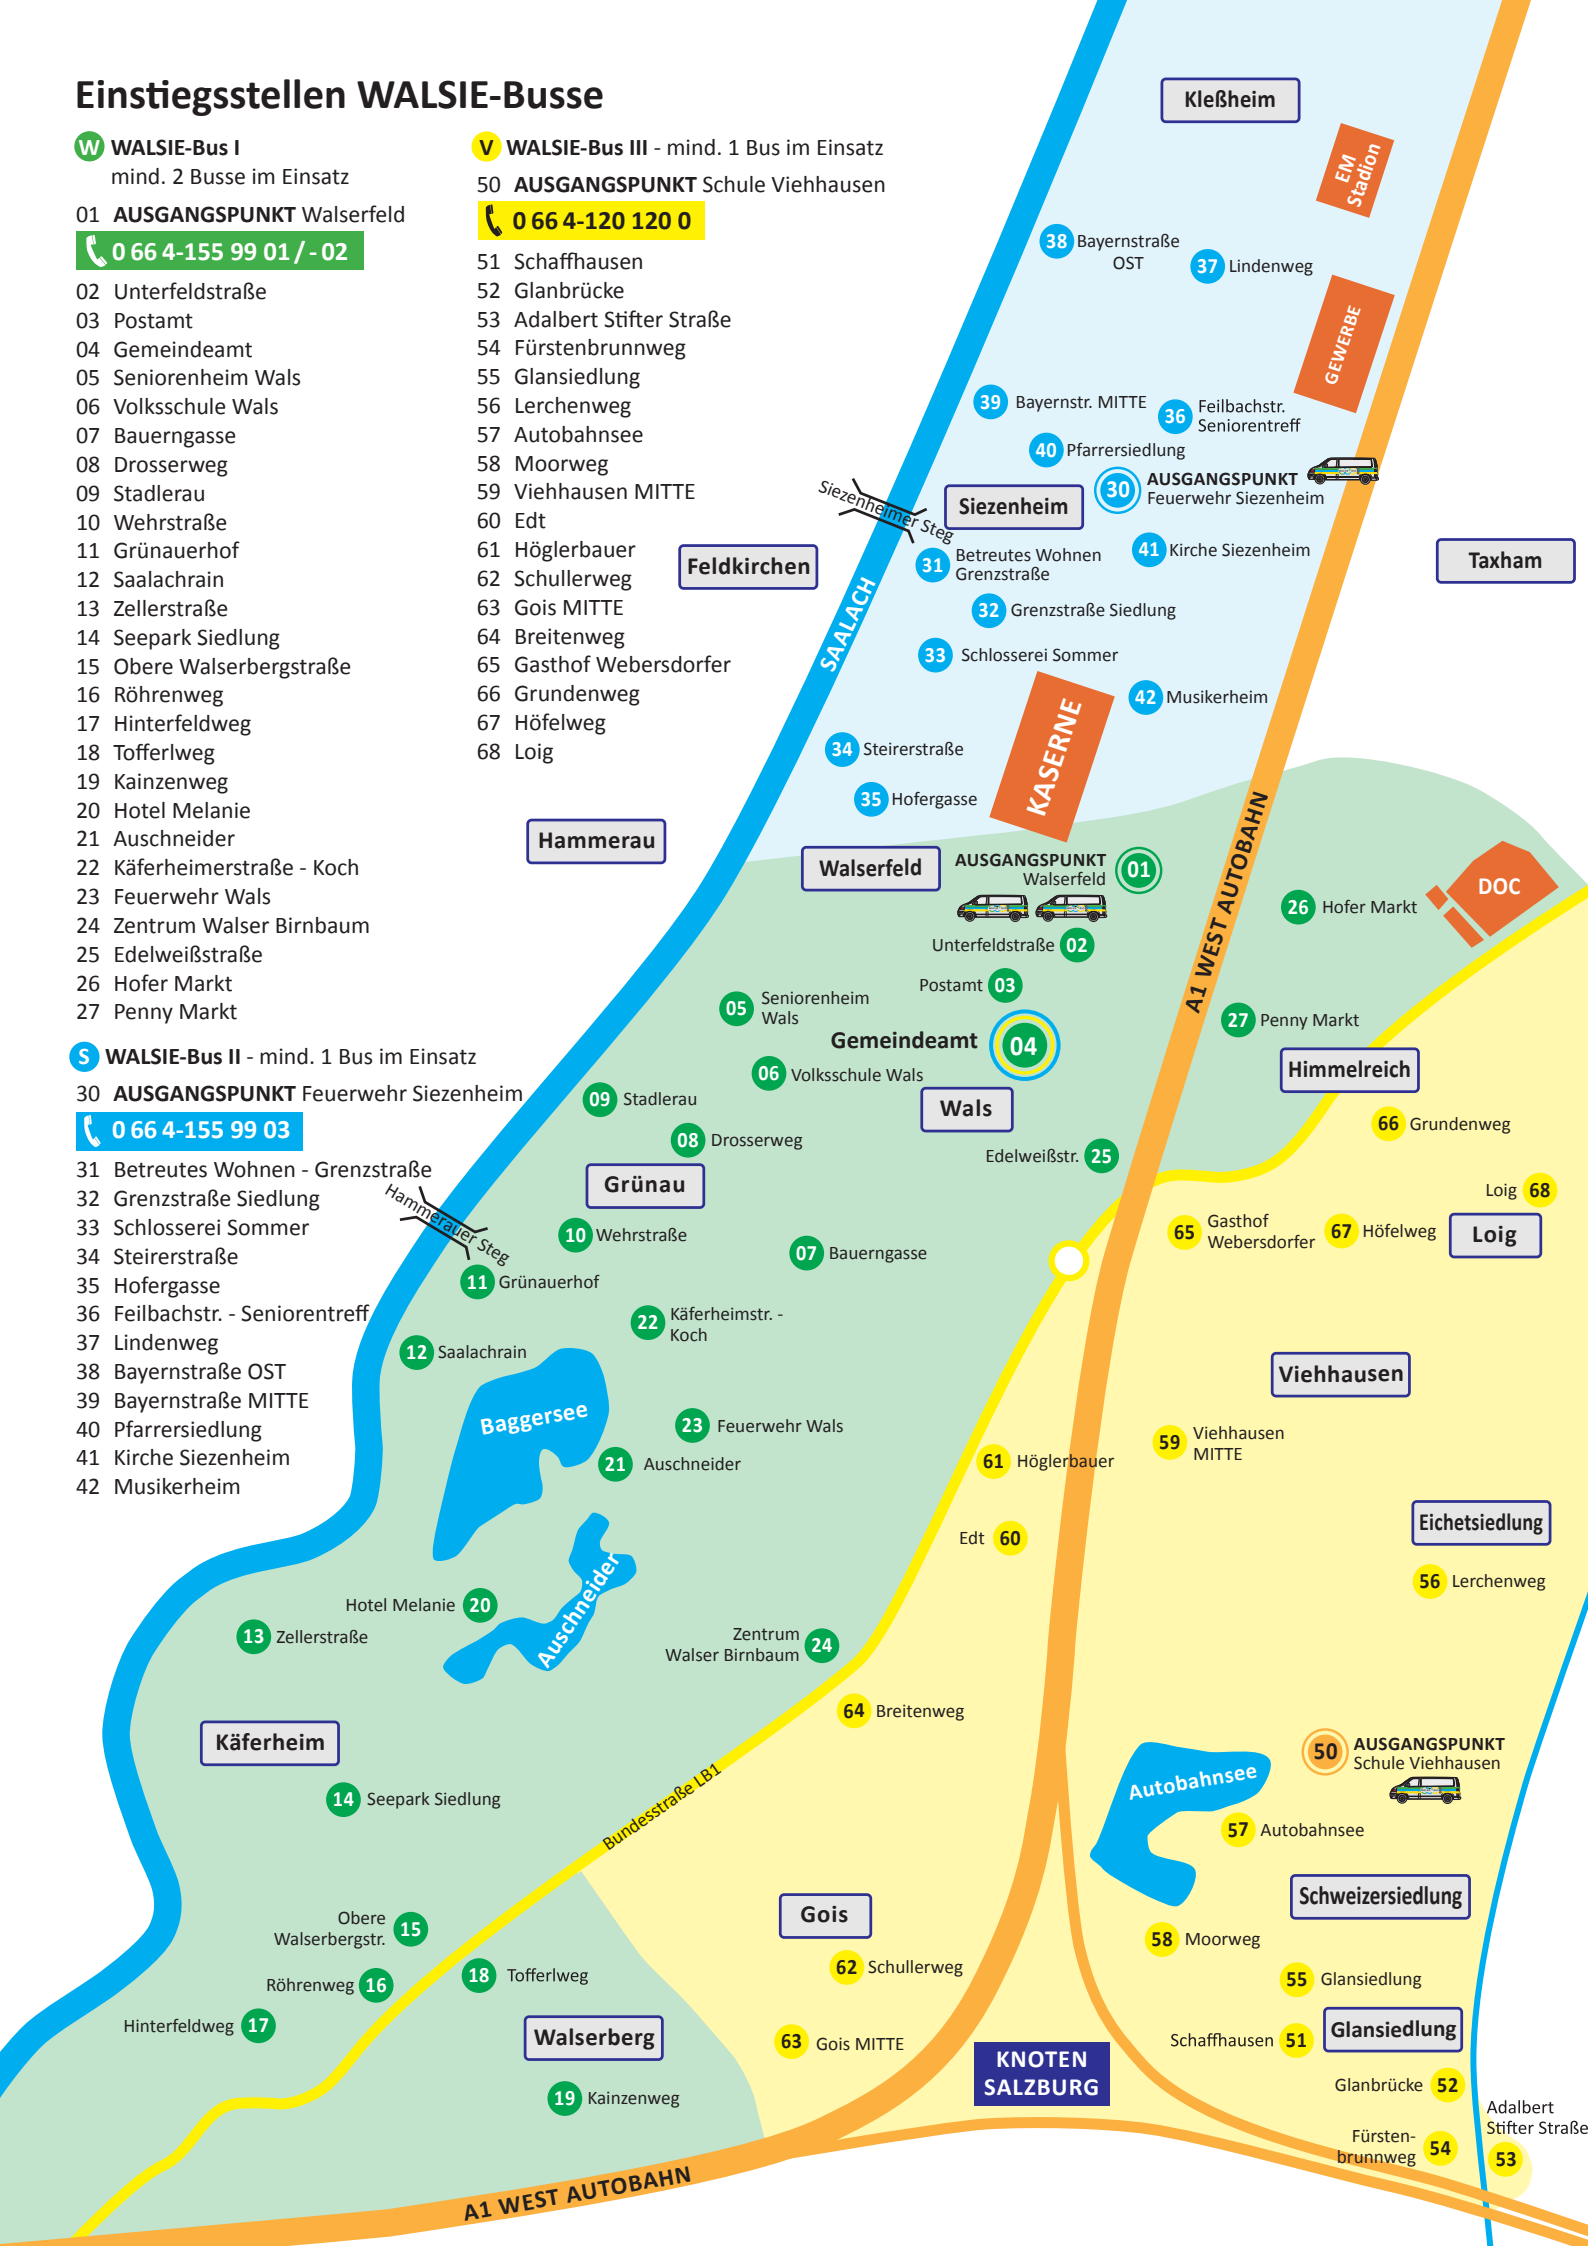 Einstiegsstellen WALSIE-Busse
W WALSIE-Bus I
mind. 2 Busse im Einsatz
01 AUSGANGSPUNKT Walserfeld
0 66 4-155 99 01 / - 02
02 Unterfeldstraße
03 Postamt
04 Gemeindeamt
05 Seniorenheim Wals
06 Volksschule Wals
07 Bauerngasse
08 Drosserweg
09 Stadlerau
10 Wehrstraße
11 Grünauerhof
12 Saalachrain
13 Zellerstraße
14 Seepark Siedlung
15 Obere Walserbergstraße
16 Röhrenweg
17 Hinterfeldweg
18 Tofferlweg
19 Kainzenweg
20 Hotel Melanie
21 Auschneider
22 Käferheimerstraße - Koch
23 Feuerwehr Wals
24 Zentrum Walser Birnbaum
25 Edelweißstraße
26 Hofer Markt
27 Penny Markt
S WALSIE-Bus II - mind. 1 Bus im Einsatz
30 AUSGANGSPUNKT Feuerwehr Siezenheim
0 66 4-155 99 03
31 Betreutes Wohnen - Grenzstraße
32 Grenzstraße Siedlung
33 Schlosserei Sommer
34 Steirerstraße
35 Hofergasse
36 Feilbachstr. - Seniorentreff
37 Lindenweg
38 Bayernstraße OST
39 Bayernstraße MITTE
40 Pfarrersiedlung
41 Kirche Siezenheim
42 Musikerheim
V WALSIE-Bus III - mind. 1 Bus im Einsatz
50 AUSGANGSPUNKT Schule Viehhausen
0 66 4-120 120 0
51 Schaffhausen
52 Glanbrücke
53 Adalbert Stifter Straße
54 Fürstenbrunnweg
55 Glansiedlung
56 Lerchenweg
57 Autobahnsee
58 Moorweg
59 Viehhausen MITTE
60 Edt
61 Höglerbauer
62 Schullerweg
63 Gois MITTE
64 Breitenweg
65 Gasthof Webersdorfer
66 Grundenweg
67 Höfelweg
68 Loig
Kleßheim
EM
Stadion
38 Bayernstraße
OST
37 Lindenweg
GEWERBE
39 Bayernstr. MITTE
36 Feilbachstr.
Seniorentreff
40 Pfarrersiedlung
30 AUSGANGSPUNKT
Feuerwehr Siezenheim
Siezenheimer Steg
Siezenheim
Feldkirchen
31 Betreutes Wohnen
Grenzstraße
41 Kirche Siezenheim
Taxham
32 Grenzstraße Siedlung
SAALACH
33 Schlosserei Sommer
42 Musikerheim
KASERNE
34 Steirerstraße
35 Hofergasse
Hammerau
Walserfeld
AUSGANGSPUNKT
Walserfeld 01
A1 WEST AUTOBAHN
DOC
26 Hofer Markt
Unterfeldstraße 02
Postamt 03
05 Seniorenheim
Wals
Gemeindeamt 04
27 Penny Markt
Himmelreich
06 Volksschule Wals
Wals
09 Stadlerau
08 Drosserweg
66 Grundenweg
Edelweißstr. 25
Grünau
Loig 68
Hammerauer Steg
10 Wehrstraße
07 Bauerngasse
65 Gasthof
Webersdorfer
67 Höfelweg
Loig
11 Grünauerhof
22 Käferheimstr. -
Koch
12 Saalachrain
Viehhausen
Baggersee
23 Feuerwehr Wals
21 Auschneider
61 Höglerbauer
59 Viehhausen
MITTE
Eichetsiedlung
Edt 60
56 Lerchenweg
Auschneider
Hotel Melanie 20
13 Zellerstraße
Zentrum
Walser Birnbaum 24
64 Breitenweg
Käferheim
14 Seepark Siedlung
Bundesstraße LB1
50 AUSGANGSPUNKT
Schule Viehhausen
Autobahnsee
57 Autobahnsee
Schweizersiedlung
Gois
Obere
Walserbergstr. 15
58 Moorweg
62 Schullerweg
18 Tofferlweg
Röhrenweg 16
55 Glansiedlung
Hinterfeldweg 17
Walserberg
63 Gois MITTE
Schaffhausen 51
Glansiedlung
KNOTEN
SALZBURG
19 Kainzenweg
Glanbrücke 52
Adalbert
Stifter Straße
53
Fürsten-
brunnweg 54
A1 WEST AUTOBAHN